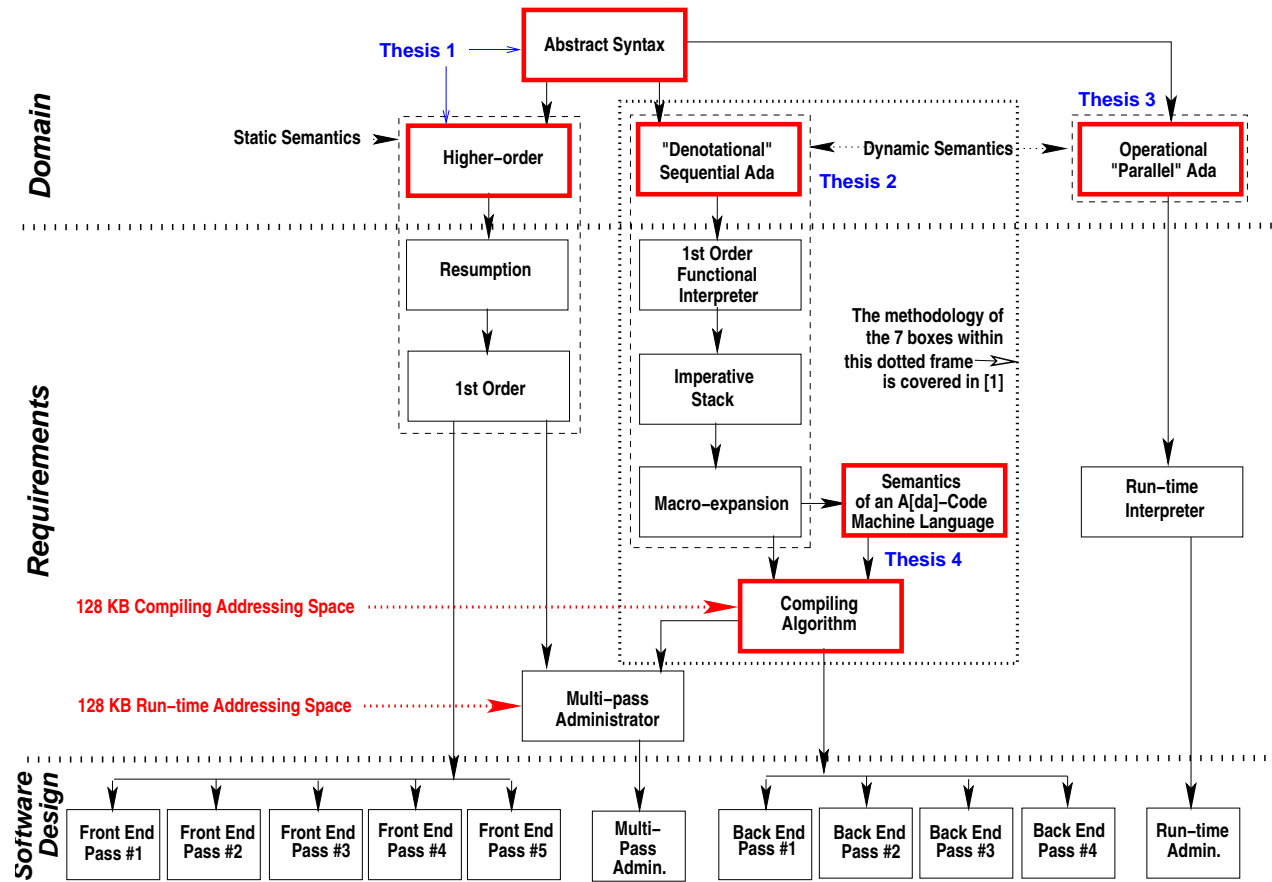 Abstract Syntax
Thesis 1
Thesis 3
Domain
Static Semantics
Higher−order
"Denotational"
Sequential Ada
Dynamic Semantics
Thesis 2
Operational
"Parallel" Ada
Requirements
Resumption
1st Order
Functional
Interpreter
The methodology of
the 7 boxes within
this dotted frame
is covered in [1]
1st Order
Imperative
Stack
Macro−expansion
Semantics
of an A[da]−Code
Machine Language
Run−time
Interpreter
Thesis 4
128 KB Compiling Addressing Space
Compiling
Algorithm
128 KB Run−time Addressing Space
Multi−pass
Administrator
Software
Design
Front End
Pass #1
Front End
Pass #2
Front End
Pass #3
Front End
Pass #4
Front End
Pass #5
Multi−
Pass
Admin.
Back End
Pass #1
Back End
Pass #2
Back End
Pass #3
Back End
Pass #4
Run−time
Admin.